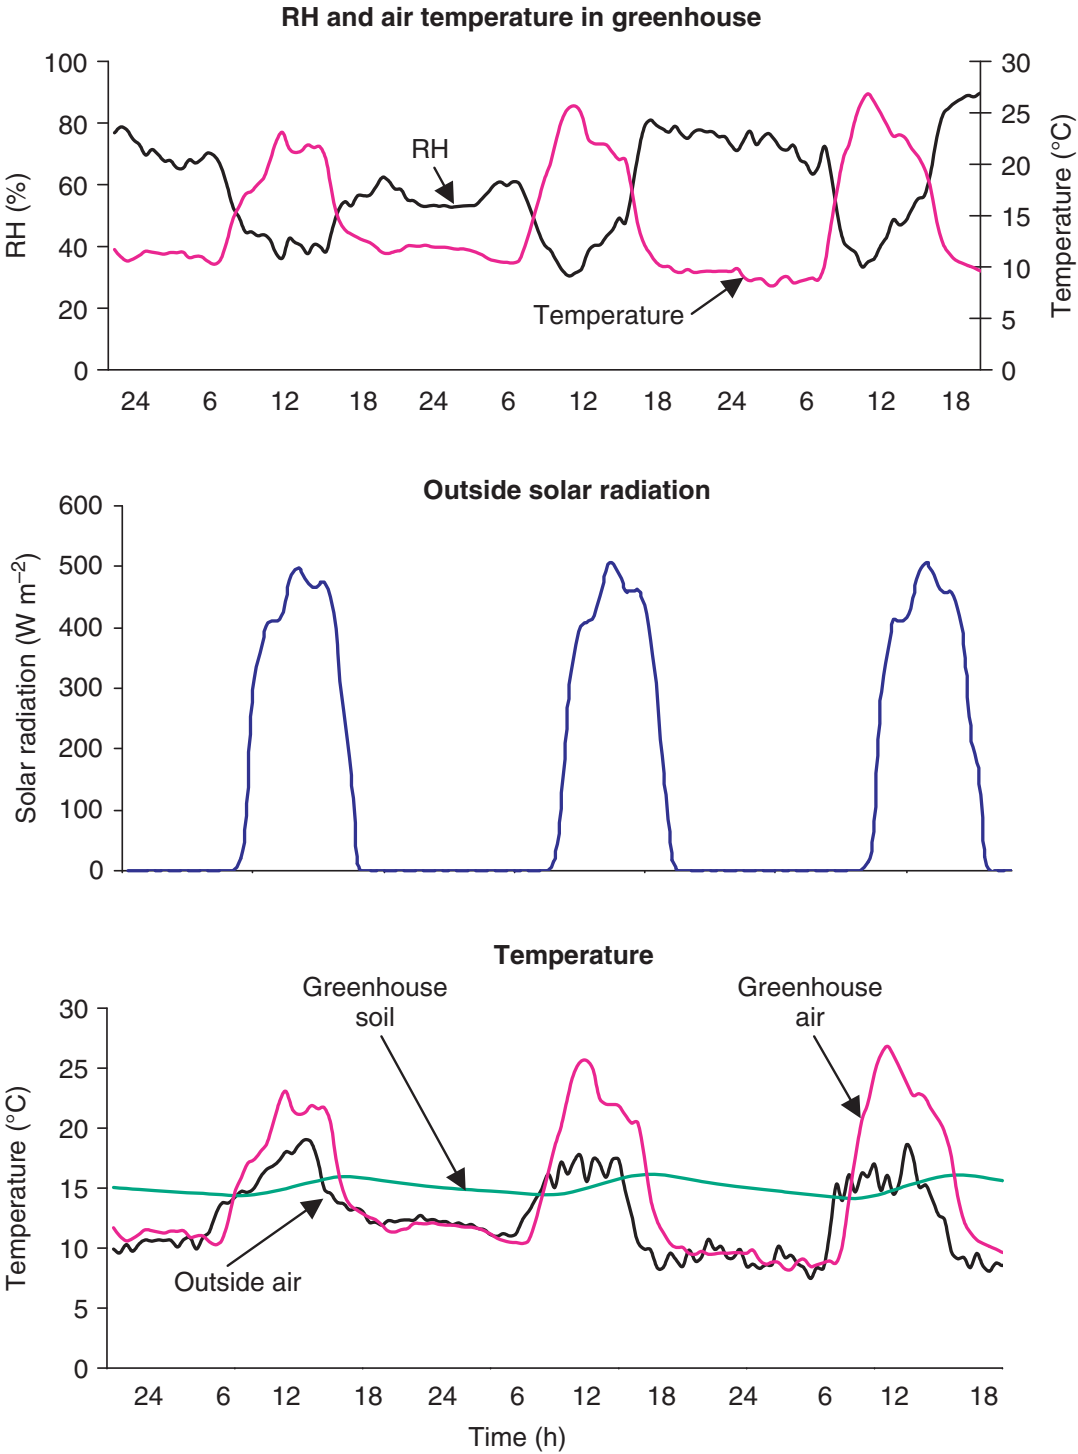 RH and air temperature in greenhouse
100
80
60
40
20
0
RH (%)
30
25
20
15
10
5
0
Temperature (°C)
RH
Temperature
24 6 12 18 24 6 12 18 24 6 12 18
Outside solar radiation
600
500
400
300
200
100
0
Solar radiation (W m−2)
Temperature
Greenhouse
soil
Greenhouse
air
30
25
20
15
10
5
0
Temperature (°C)
Outside air
24 6 12 18 24 6 12 18 24 6 12 18
Time (h)